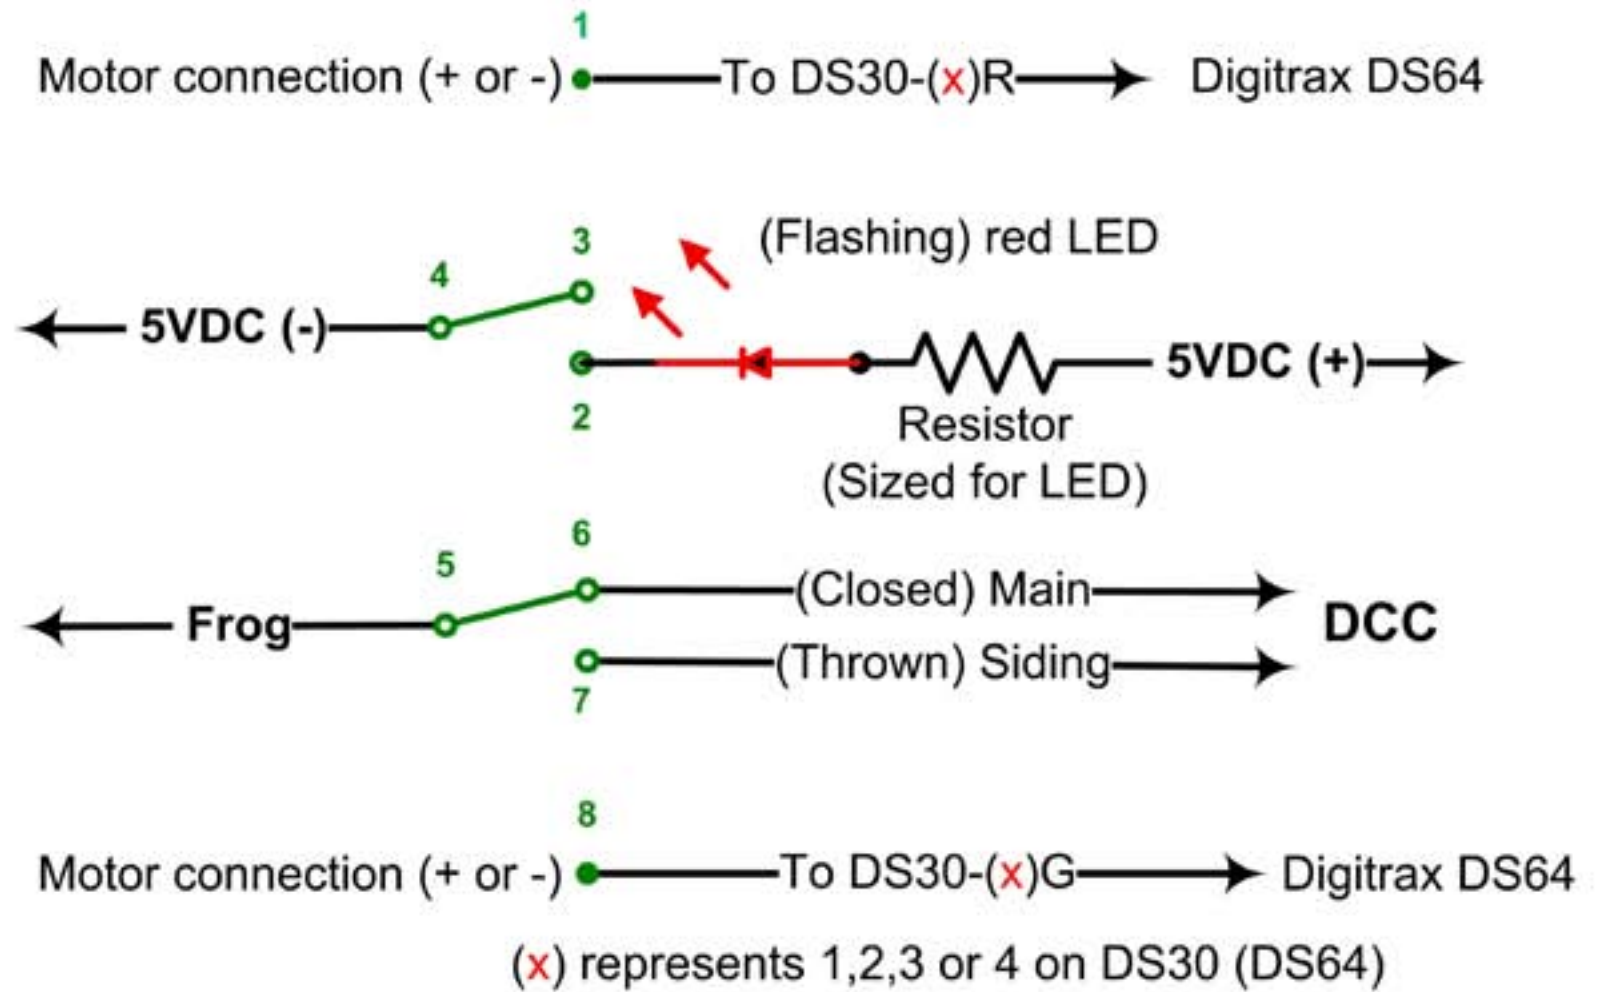 1
Motor connection (+ or -) To DS30-(x)R Digitrax DS64
(Flashing) red LED
3
4
5VDC (-)
5VDC (+)
2
Resistor
(Sized for LED)
6
5
(Closed) Main
Frog
DCC
(Thrown) Siding
7
8
Motor connection (+ or -) To DS30-(x)G Digitrax DS64
(x) represents 1,2,3 or 4 on DS30 (DS64)